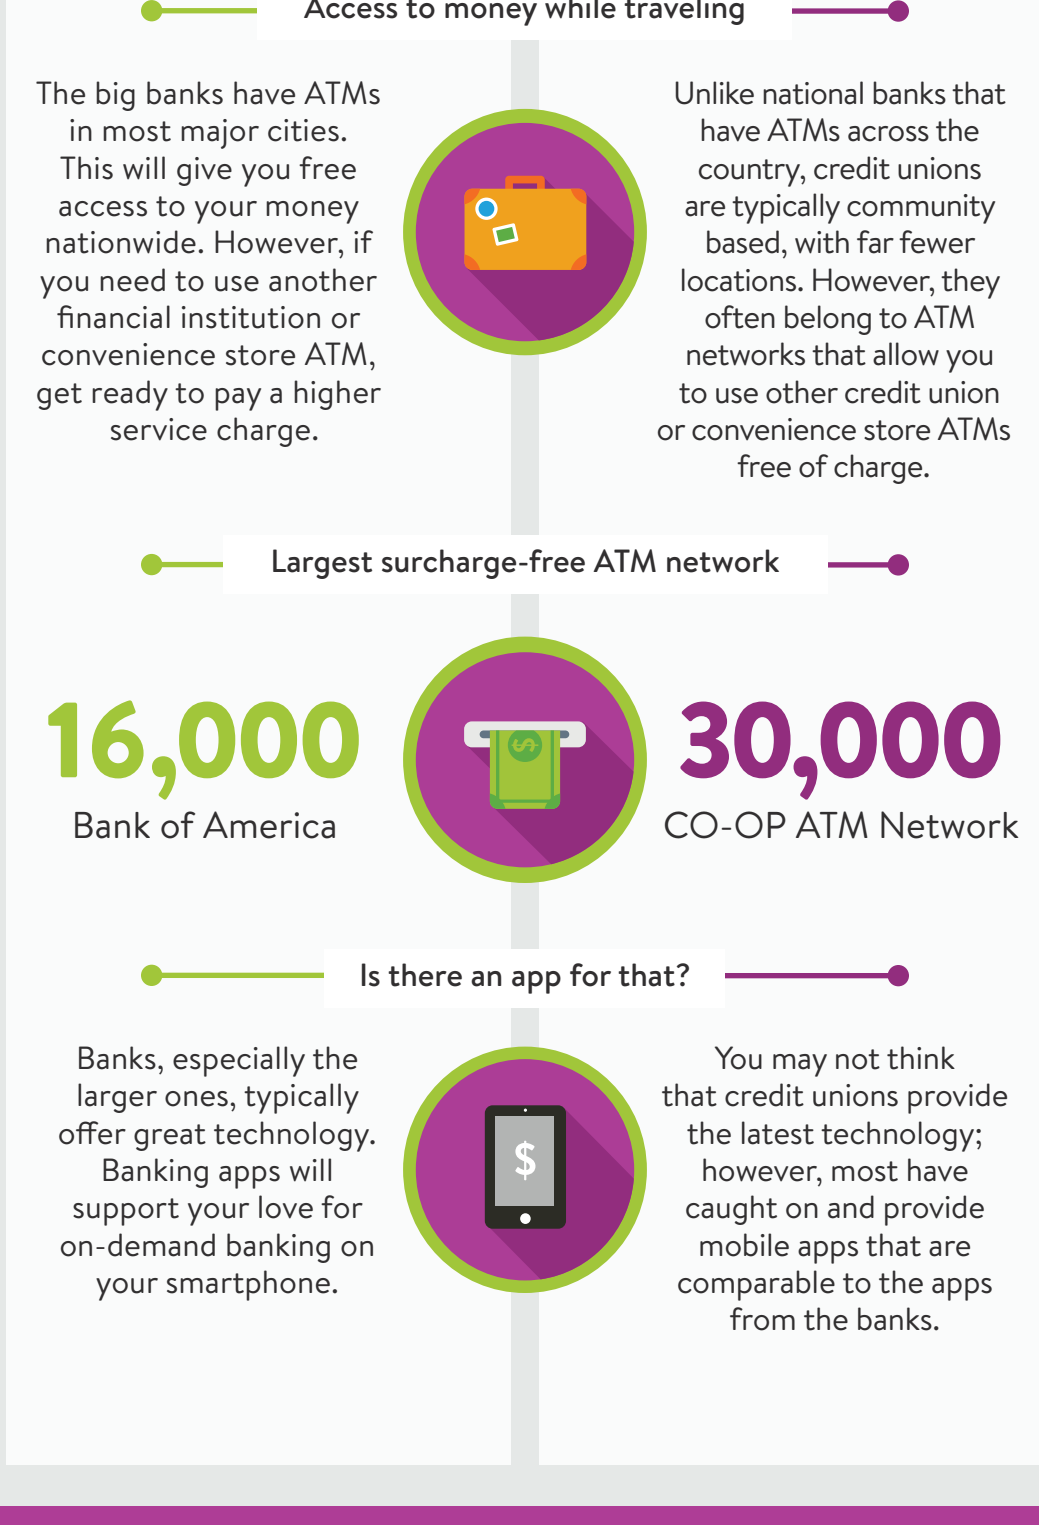 Access to money while traveling
The big banks have ATMs
in most major cities.
This will give you free
access to your money
nationwide. However, if
you need to use another
financial institution or
convenience store ATM,
get ready to pay a higher
service charge.
Unlike national banks that
have ATMs across the
country, credit unions
are typically community
based, with far fewer
locations. However, they
often belong to ATM
networks that allow you
to use other credit union
or convenience store ATMs
free of charge.
Largest surcharge-free ATM network
16,000
Bank of America
$
30,000
CO-OP ATM Network
Is there an app for that?
Banks, especially the
larger ones, typically
offer great technology.
Banking apps will
support your love for
on-demand banking on
your smartphone.
$
You may not think
that credit unions provide
the latest technology;
however, most have
caught on and provide
mobile apps that are
comparable to the apps
from the banks.